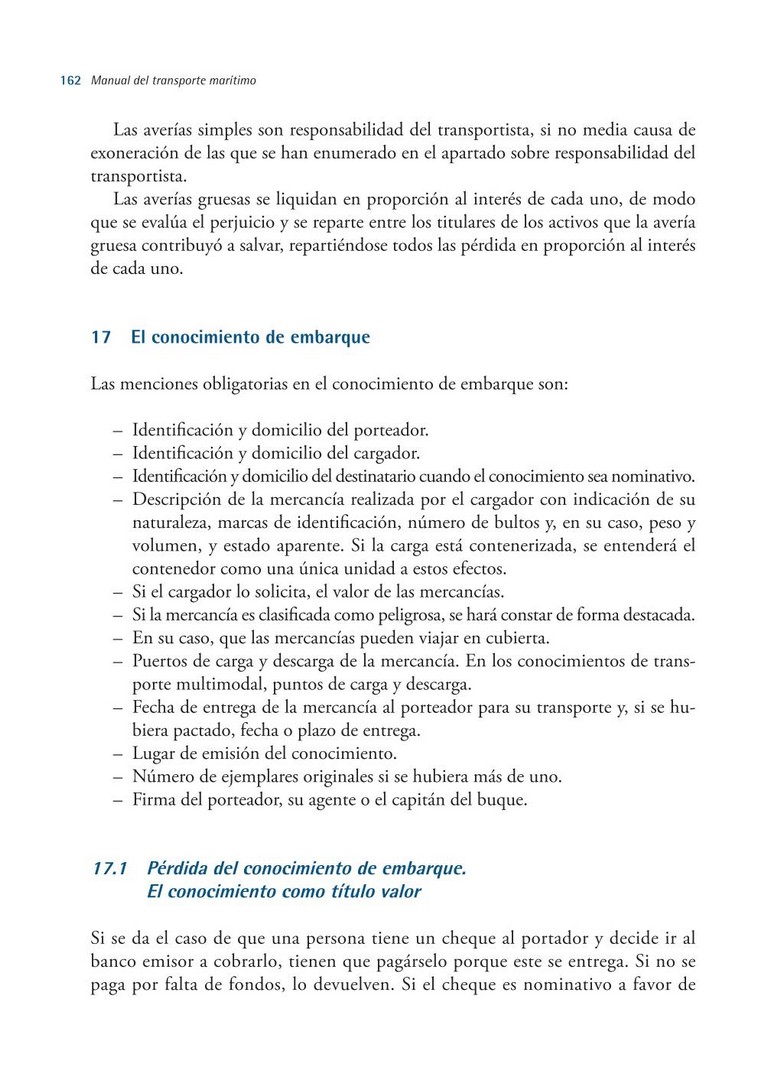 162 Manual del transporte marítimo
Las averías simples son responsabilidad del transportista, si no media causa de
exoneración de las que se han enumerado en el apartado sobre responsabilidad del
transportista.
Las averías gruesas se liquidan en proporción al interés de cada uno, de modo
que se evalúa el perjuicio y se reparte entre los titulares de los activos que la avería
gruesa contribuyó a salvar, repartiéndose todos las pérdida en proporción al interés
de cada uno.
17 El conocimiento de embarque
Las menciones obligatorias en el conocimiento de embarque son:
– Identificación y domicilio del porteador.
– Identificación y domicilio del cargador.
– Identificación y domicilio del destinatario cuando el conocimiento sea nominativo.
– Descripción de la mercancía realizada por el cargador con indicación de su
naturaleza, marcas de identificación, número de bultos y, en su caso, peso y
volumen, y estado aparente. Si la carga está contenerizada, se entenderá el
contenedor como una única unidad a estos efectos.
– Si el cargador lo solicita, el valor de las mercancías.
– Si la mercancía es clasificada como peligrosa, se hará constar de forma destacada.
– En su caso, que las mercancías pueden viajar en cubierta.
– Puertos de carga y descarga de la mercancía. En los conocimientos de trans-
porte multimodal, puntos de carga y descarga.
– Fecha de entrega de la mercancía al porteador para su transporte y, si se hu-
biera pactado, fecha o plazo de entrega.
– Lugar de emisión del conocimiento.
– Número de ejemplares originales si se hubiera más de uno.
– Firma del porteador, su agente o el capitán del buque.
17.1 Pérdida del conocimiento de embarque.
El conocimiento como título valor
Si se da el caso de que una persona tiene un cheque al portador y decide ir al
banco emisor a cobrarlo, tienen que pagárselo porque este se entrega. Si no se
paga por falta de fondos, lo devuelven. Si el cheque es nominativo a favor de